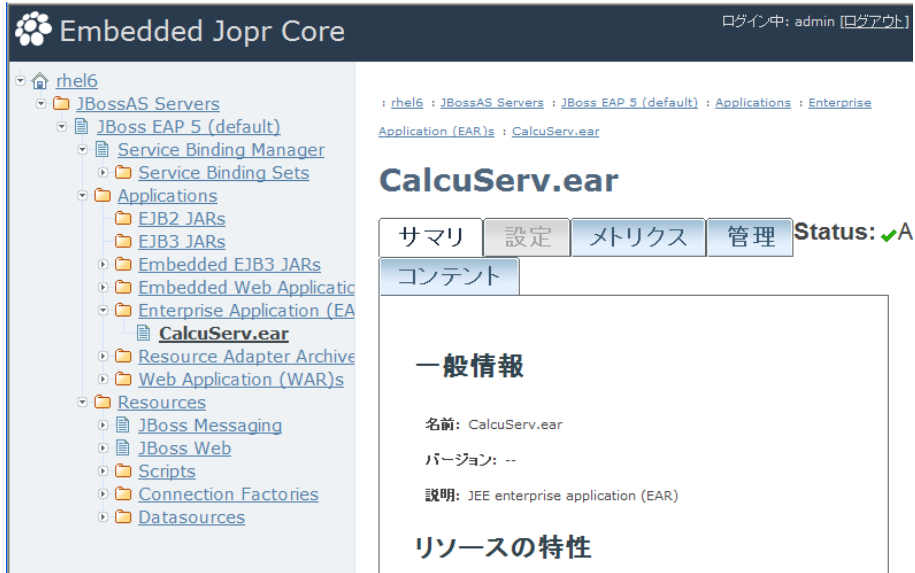 Embedded Jopr Core
ログイン中: admin [ログアウト]
rhel6
JBossAS Servers
JBoss EAP 5 (default)
Service Binding Manager
Service Binding Sets
Applications
EJB2 JARs
EJB3 JARs
Embedded EJB3 JARs
Embedded Web Applicatic
Enterprise Application (EA
CalcuServ.ear
Resource Adapter Archive
Web Application (WAR)s
Resources
JBoss Messaging
JBoss Web
Scripts
Connection Factories
Datasources
: rhel6 : JBossAS Servers : JBoss EAP 5 (default) : Applications : Enterprise
Application (EAR)s : CalcuServ.ear
CalcuServ.ear
サマリ 設定 メトリクス 管理 Status: A
コンテント
一般情報
名前: CalcuServ.ear
バージョン: --
説明: JEE enterprise application (EAR)
リソースの特性